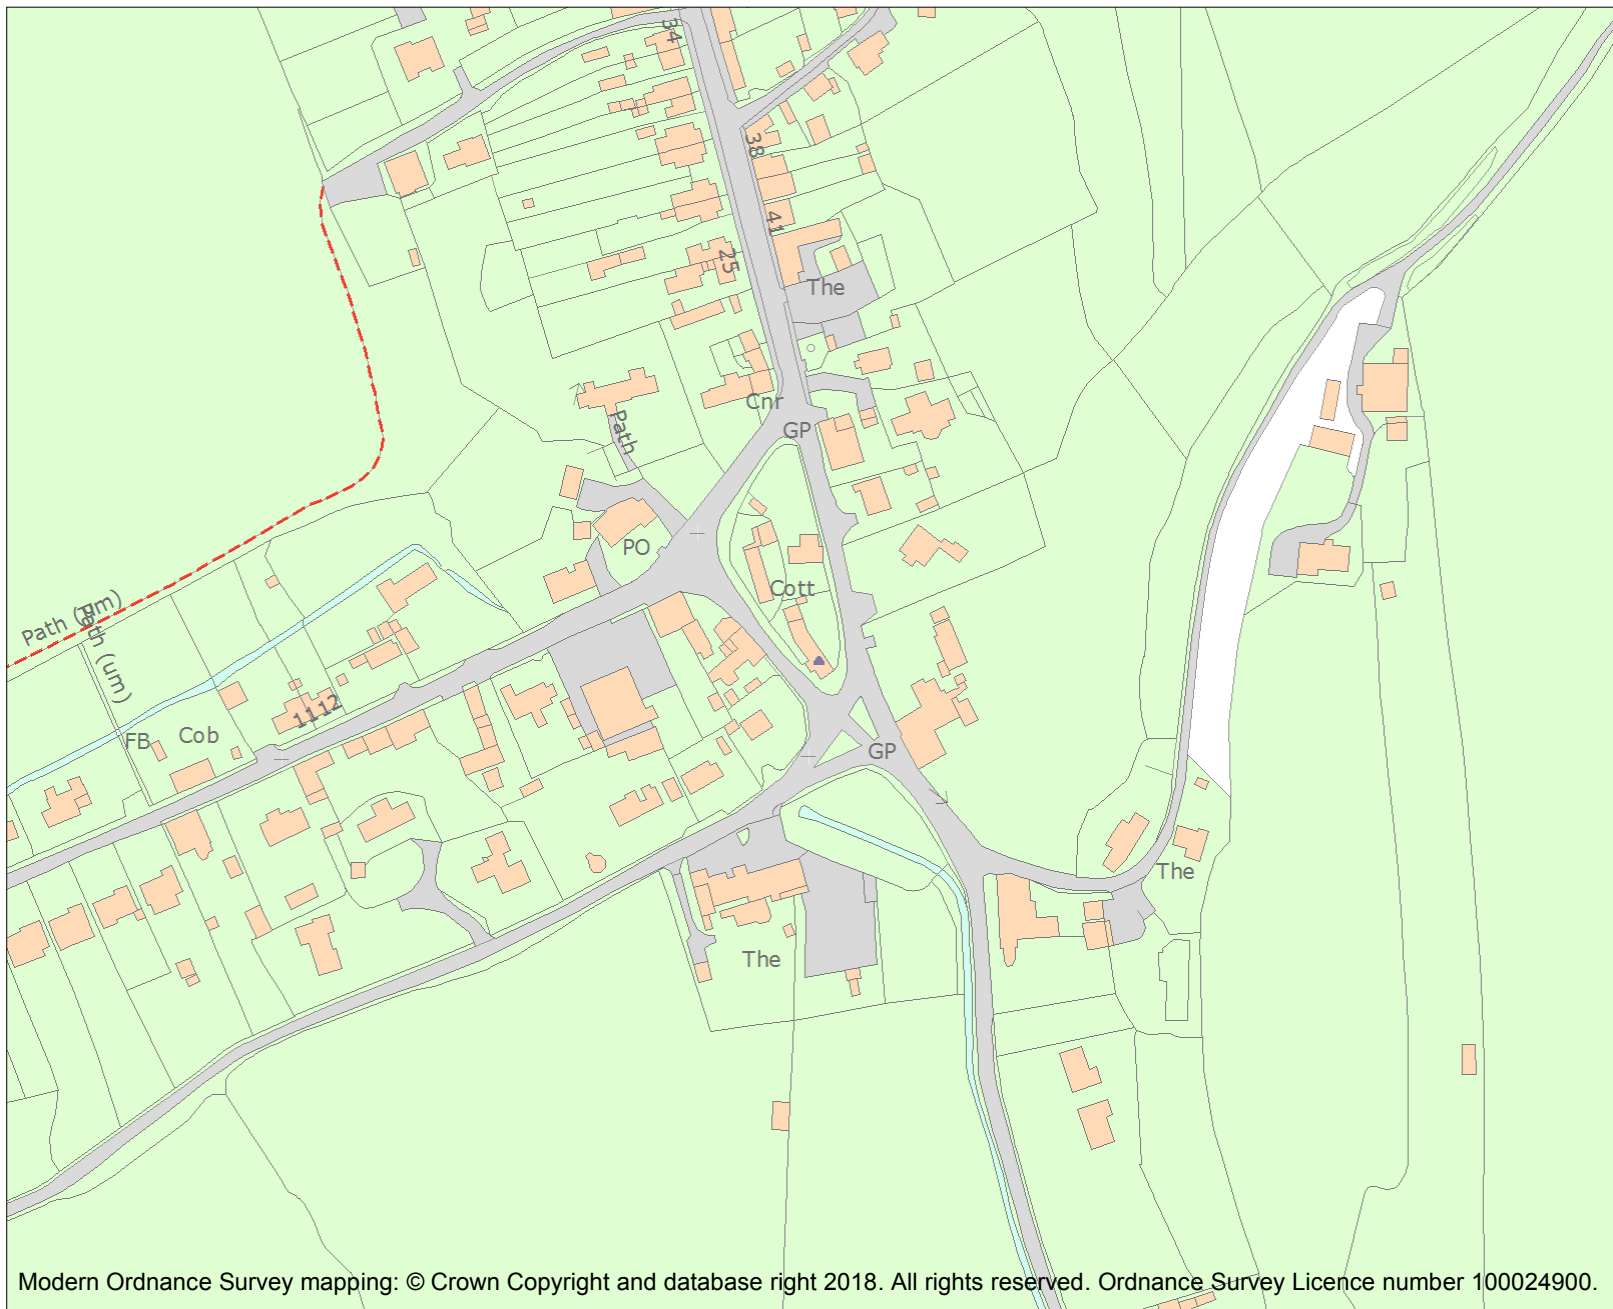 34
38
41
25
The
Cnr
GP
Path
PO
Cott
Path (um)
Path (um)
1112
FB
Cob
GP
The
The
Modern Ordnance Survey mapping: © Crown Copyright and database right 2018. All rights reserved. Ordnance Survey Licence number 100024900.